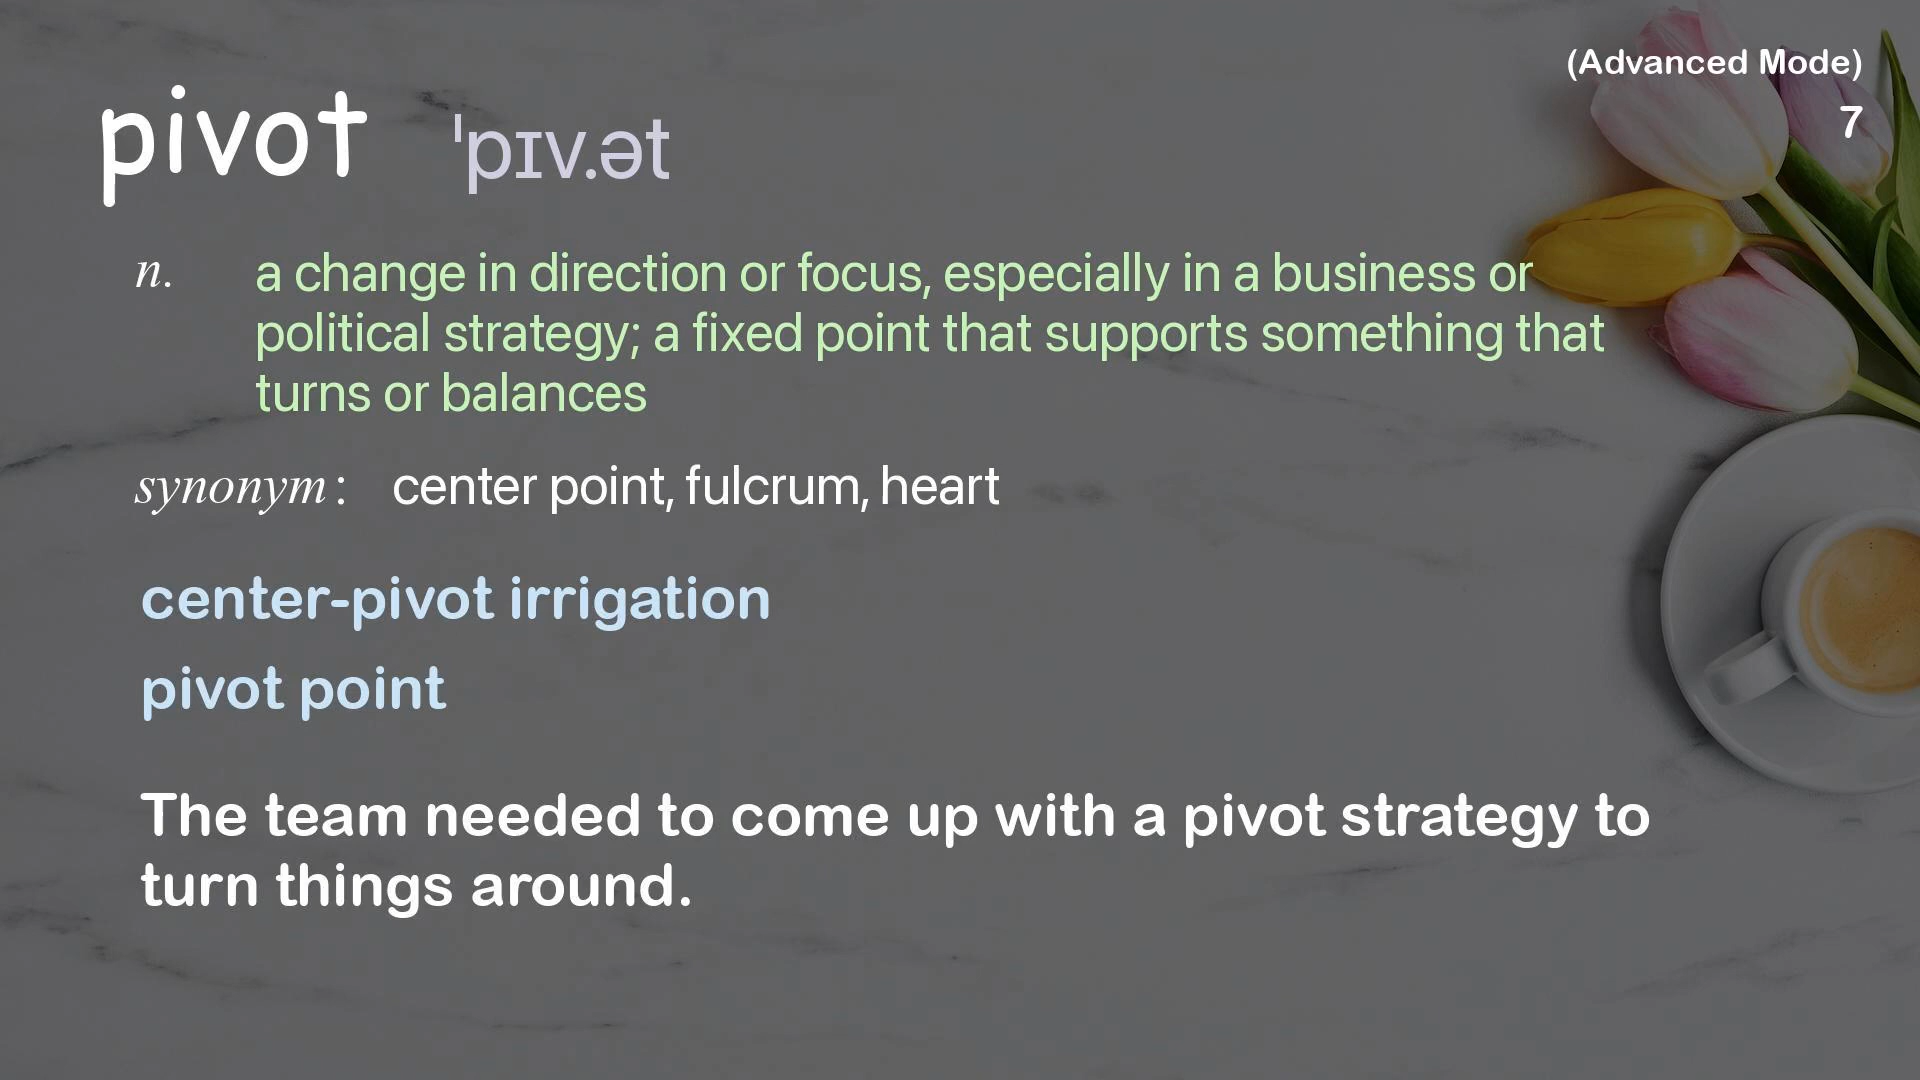 (Advanced Mode)
7
pivot ˈpɪv.ət
n. a change in direction or focus, especially in a business or
political strategy; a fixed point that supports something that
turns or balances
synonym: center point, fulcrum, heart
center-pivot irrigation
pivot point
The team needed to come up with a pivot strategy to
turn things around.